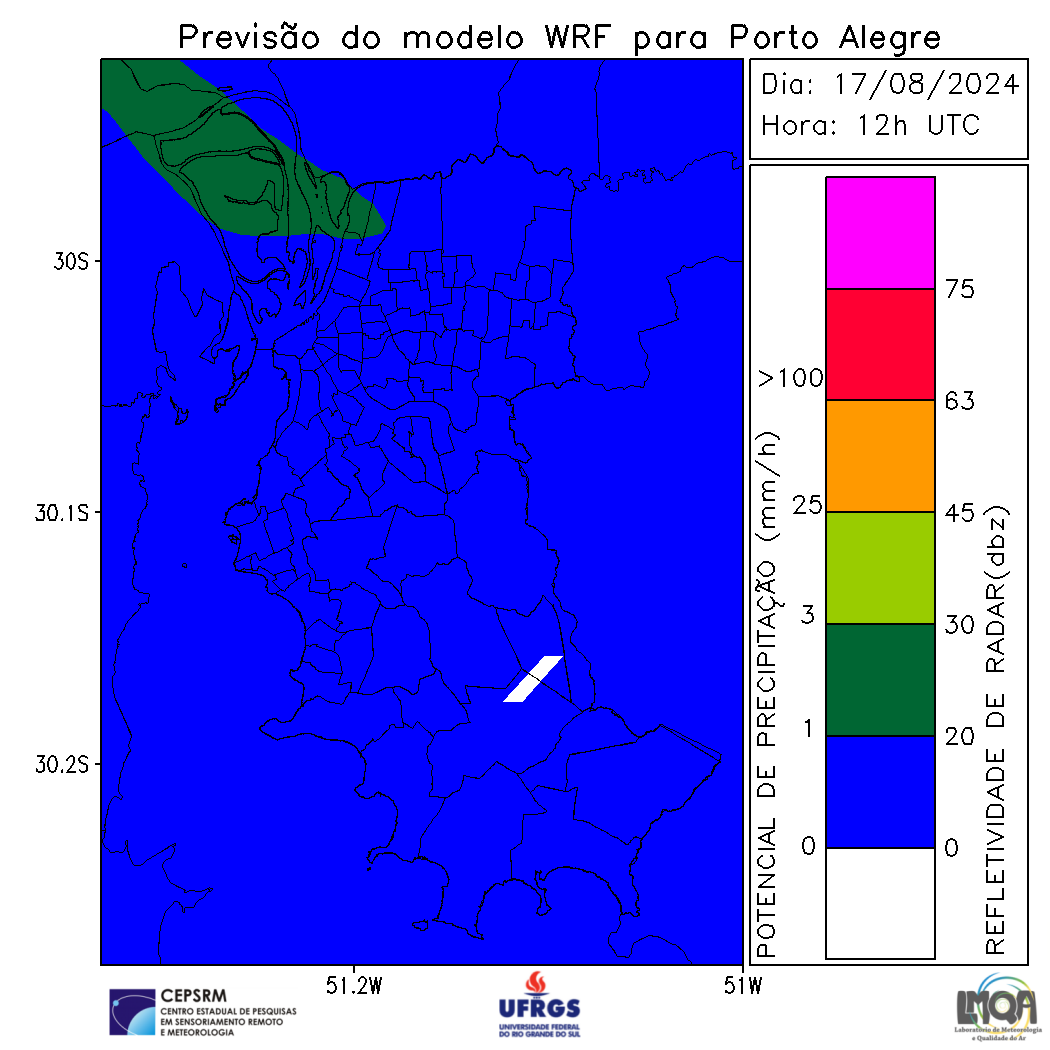 Previsão do modelo WRF para Porto Alegre
Dia: 17/08/2024
Hora: 12h UTC
30S
30.1S
30.2S
51.2W
51W
POTENCIAL DE PRECIPITAÇÃO (mm/h)
>100
25
3
1
0
75
63
45
30
20
0
REFLETIVIDADE DE RADAR(dbz)
CEPSRM
CENTRO ESTADUAL DE PESQUISAS
EM SENSORIAMENTO REMOTO
E METEOROLOGIA
UFRGS
UNIVERSIDADE FEDERAL
DO RIO GRANDE DO SUL
LMQA
Laboratório de Meteorologia
e Qualidade do Ar